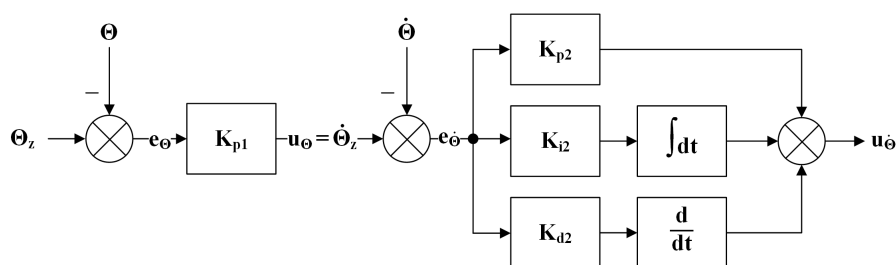 Θ
Θ̇
−
−
K_p2
Θ_z
e_Θ
K_p1
u_Θ = Θ̇_z
e_Θ̇
K_i2
∫dt
u_Θ̇
K_d2
d/dt